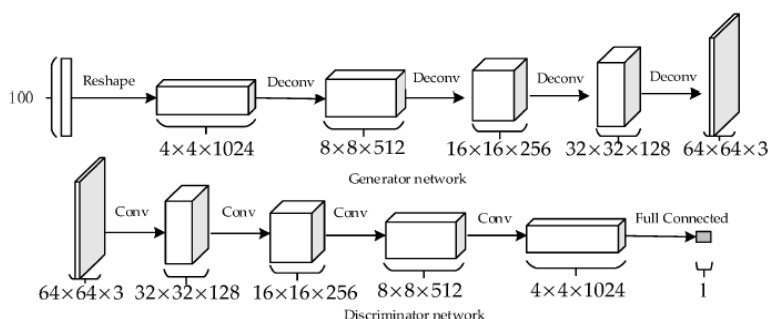 100
Reshape
Deconv
Deconv
Deconv
Deconv
4×4×1024
8×8×512
16×16×256
32×32×128
64×64×3
Generator network
Conv
Conv
Conv
Conv
Full Connected
64×64×3
32×32×128
16×16×256
8×8×512
4×4×1024
1
Discriminator network